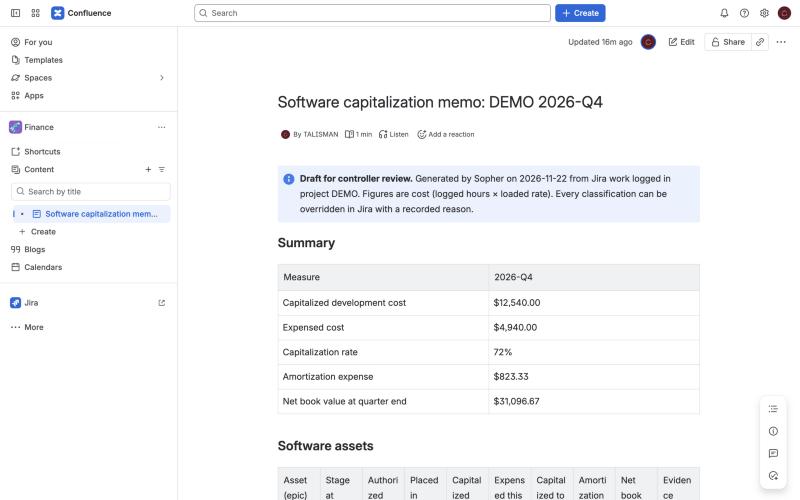 Confluence
Search
+ Create
For you
Templates
Spaces
Apps
Finance
Shortcuts
Content
Search by title
Software capitalization mem...
Create
Blogs
Calendars
Jira
More
Updated 16m ago
Edit
Share
Software capitalization memo: DEMO 2026-Q4
By TALISMAN
1 min
Listen
Add a reaction
Draft for controller review. Generated by Sopher on 2026-11-22 from Jira work logged in
project DEMO. Figures are cost (logged hours × loaded rate). Every classification can be
overridden in Jira with a recorded reason.
Summary
Measure 2026-Q4
Capitalized development cost $12,540.00
Expensed cost $4,940.00
Capitalization rate 72%
Amortization expense $823.33
Net book value at quarter end $31,096.67
Software assets
Asset Stage Authori Placed Capital Expens Capital Amorti Net Eviden
(epic) at zed in ized ed this ized to zation book ce